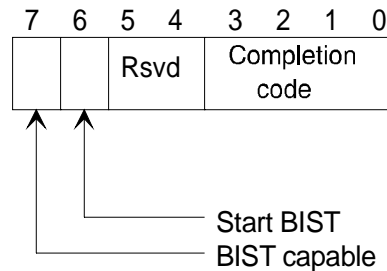 7 6 5 4 3 2 1 0
Rsvd
Completion
code
Start BIST
BIST capable